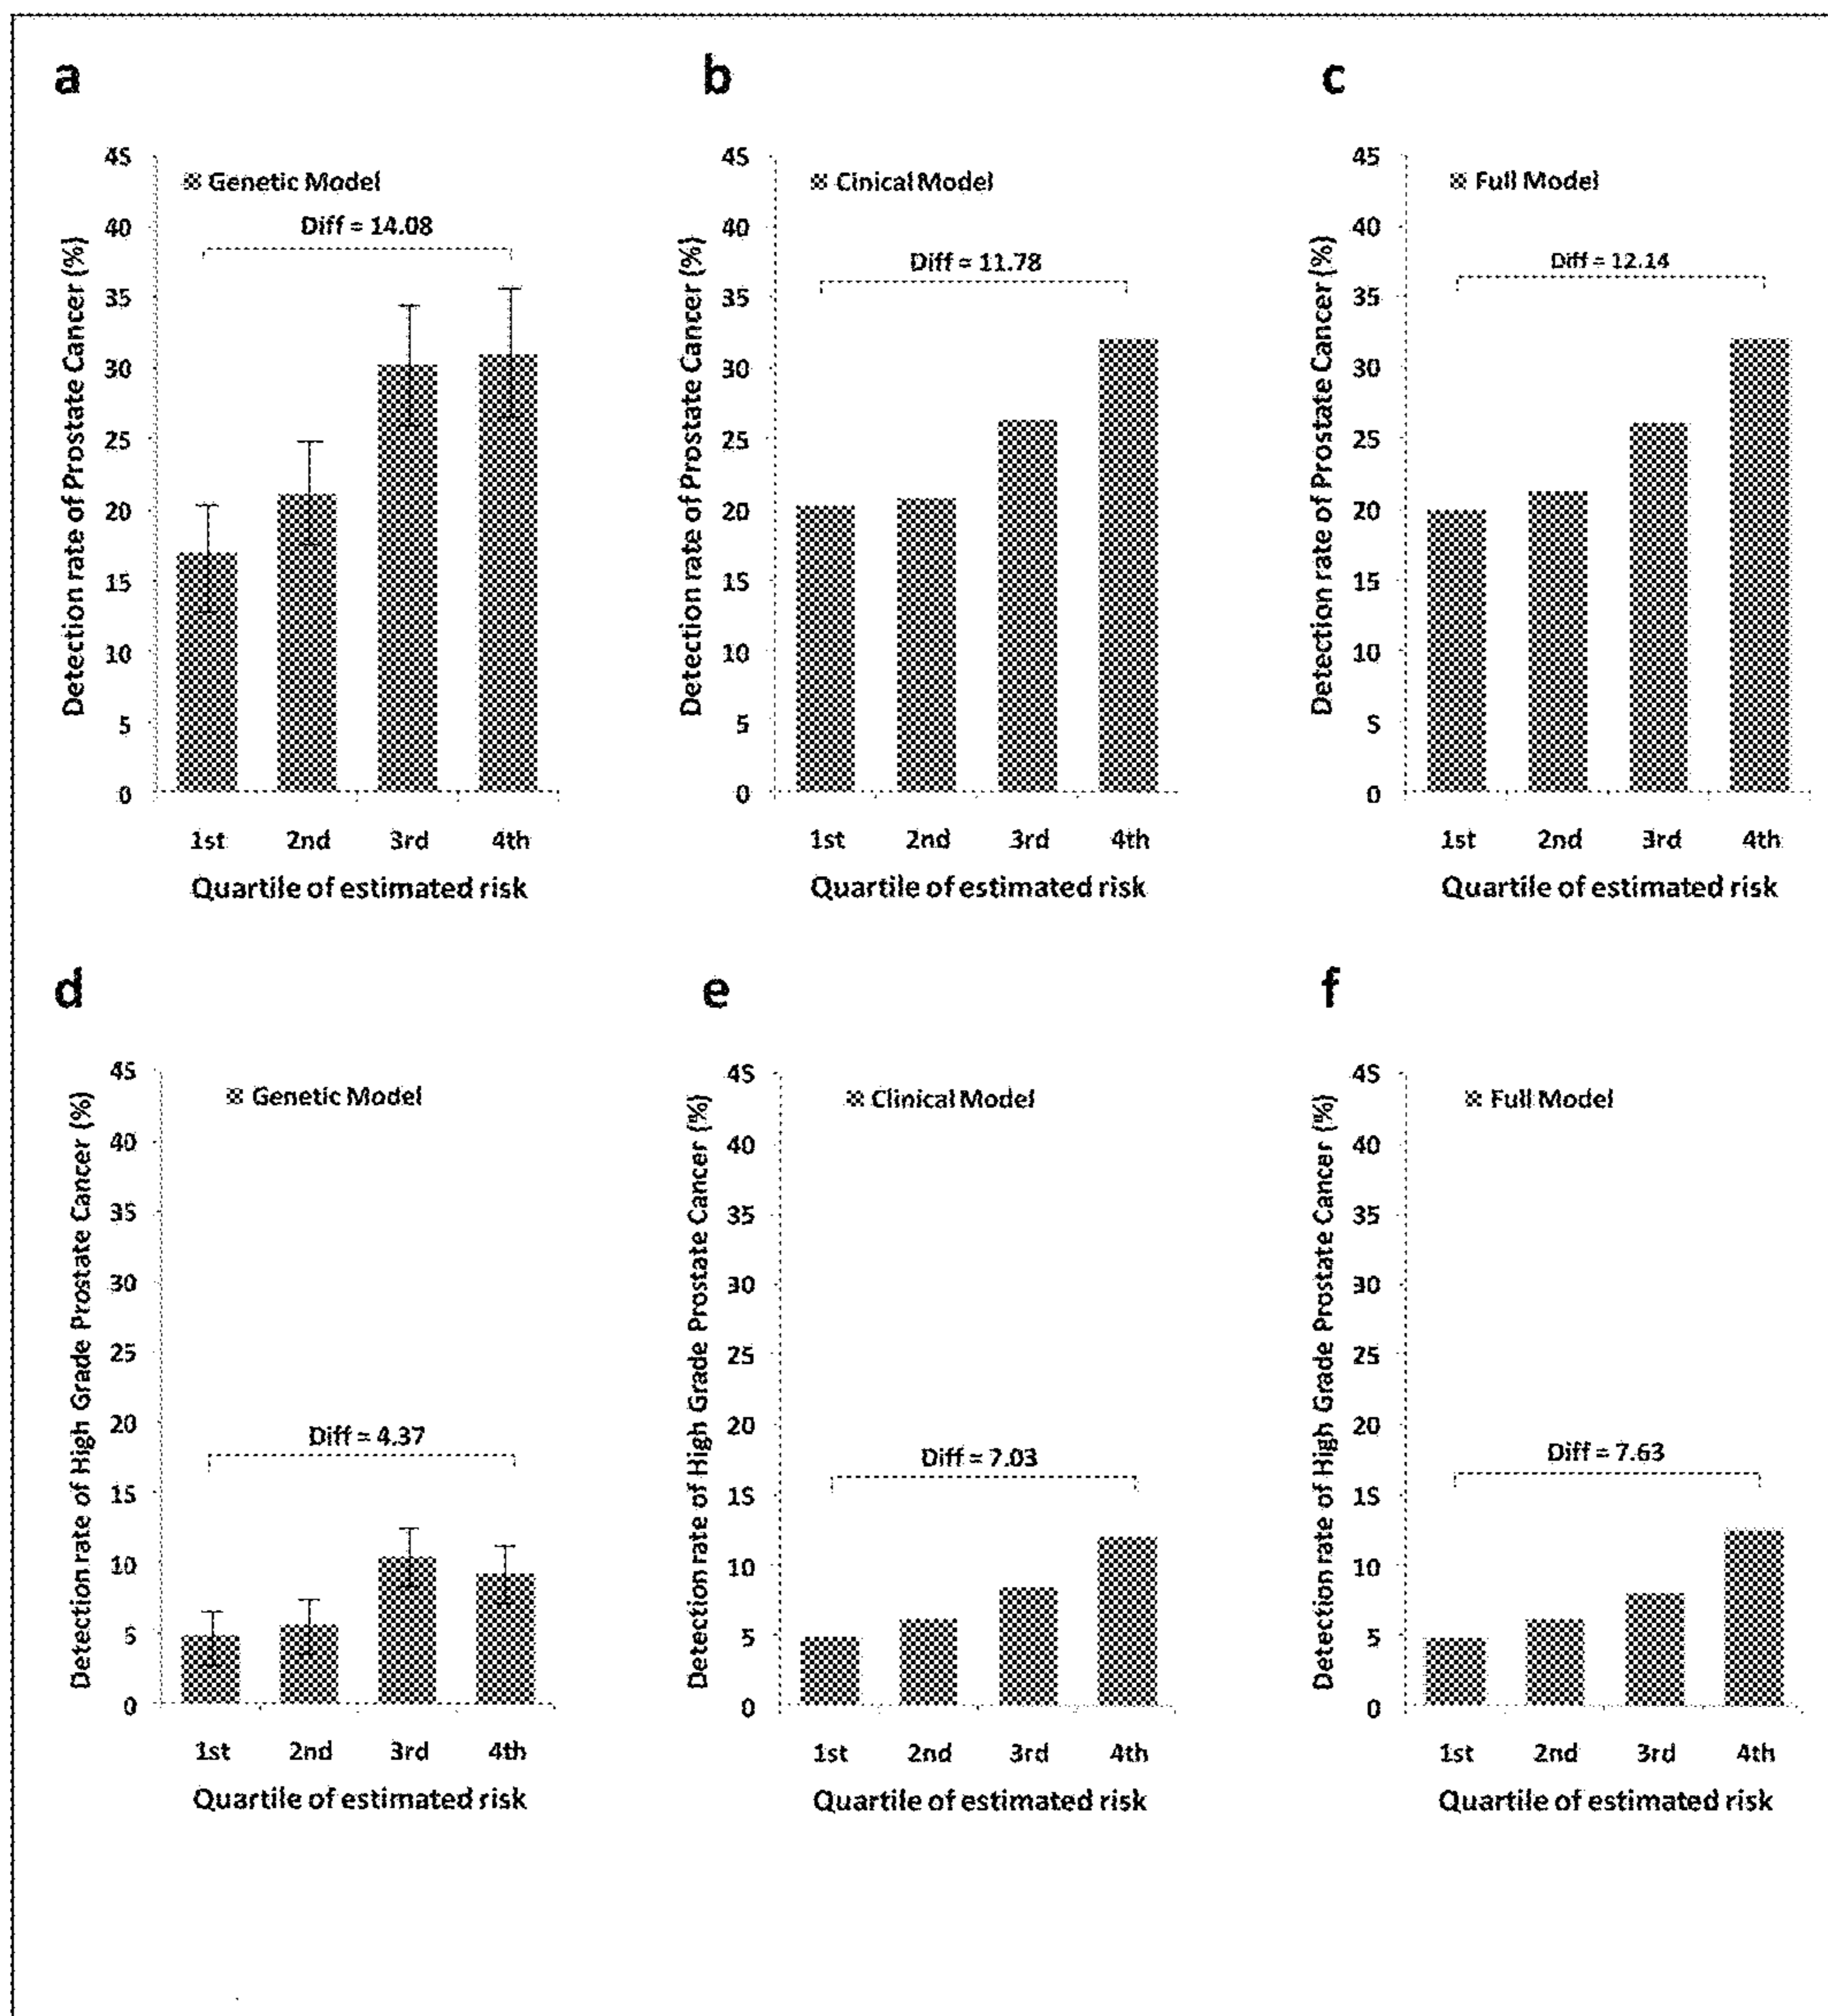 a
Detection rate of Prostate Cancer (%)
45
40
35
30
25
20
15
10
5
0
Genetic Model
Diff = 14.08
1st 2nd 3rd 4th
Quartile of estimated risk
b
Detection rate of Prostate Cancer (%)
45
40
35
30
25
20
15
10
5
0
Cinical Model
Diff = 11.78
1st 2nd 3rd 4th
Quartile of estimated risk
c
Detection rate of Prostate Cancer (%)
45
40
35
30
25
20
15
10
5
0
Full Model
Diff = 12.14
1st 2nd 3rd 4th
Quartile of estimated risk
d
Detection rate of High Grade Prostate Cancer (%)
45
40
35
30
25
20
15
10
5
0
Genetic Model
Diff = 4.37
1st 2nd 3rd 4th
Quartile of estimated risk
e
Detection rate of High Grade Prostate Cancer (%)
45
40
35
30
25
20
15
10
5
0
Clinical Model
Diff = 7.03
1st 2nd 3rd 4th
Quartile of estimated risk
f
Detection rate of High Grade Prostate Cancer (%)
45
40
35
30
25
20
15
10
5
0
Full Model
Diff = 7.63
1st 2nd 3rd 4th
Quartile of estimated risk